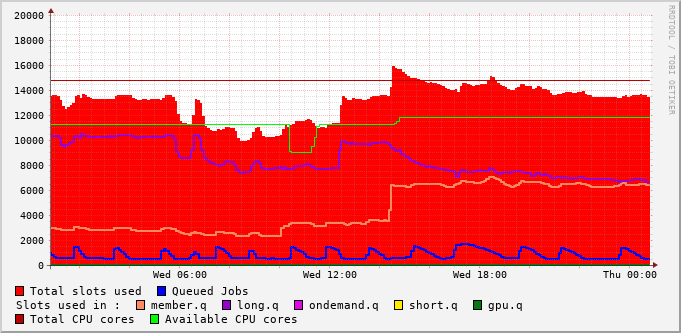 20000
18000
16000
14000
12000
10000
8000
6000
4000
2000
0
Wed 06:00 Wed 12:00 Wed 18:00 Thu 00:00
RRDTOOL / TOBI OETIKER
Total slots used Queued Jobs
Slots used in : member.q long.q ondemand.q short.q gpu.q
Total CPU cores Available CPU cores